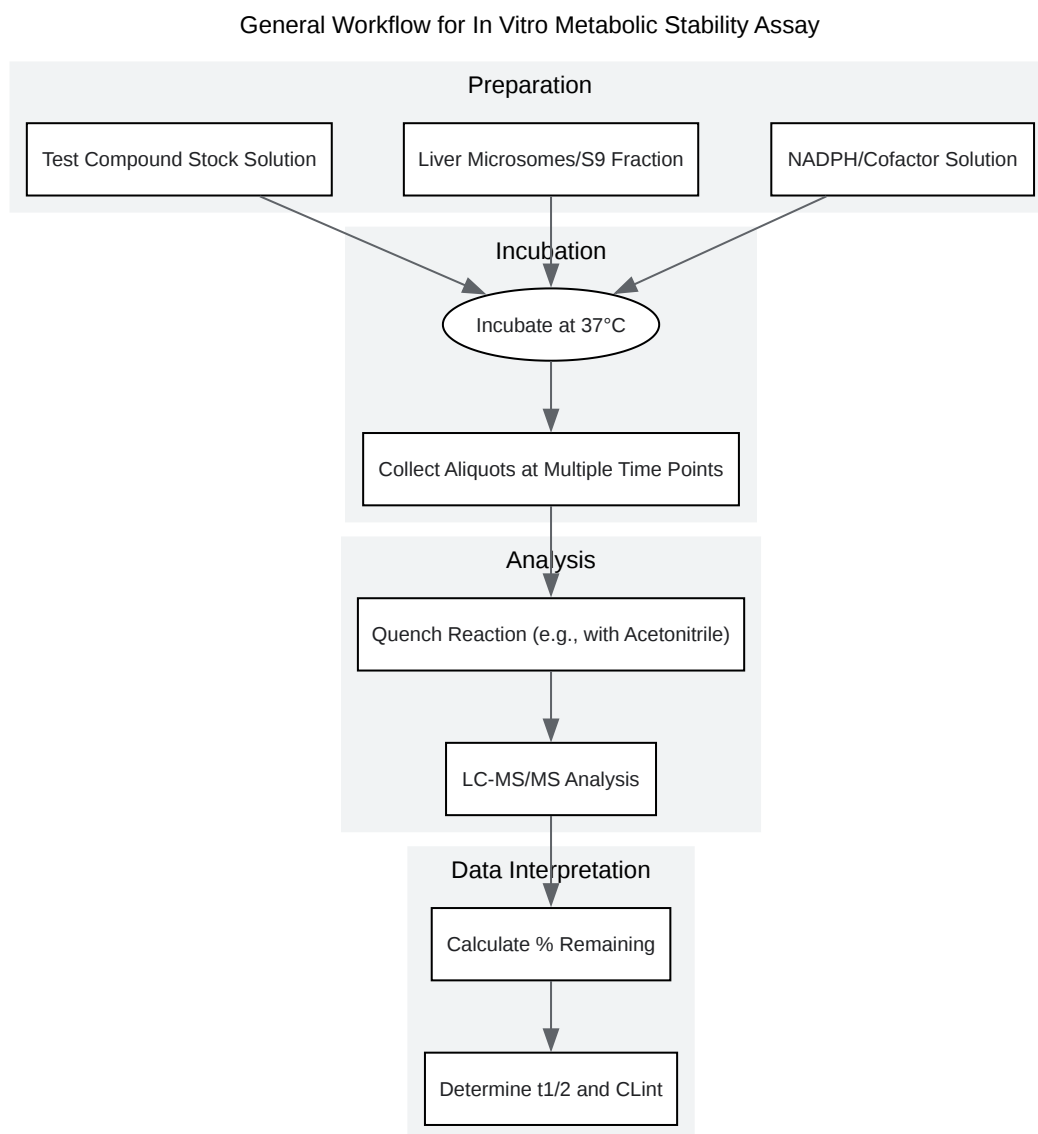 General Workflow for In Vitro Metabolic Stability Assay
Preparation
Test Compound Stock Solution
Liver Microsomes/S9 Fraction
NADPH/Cofactor Solution
Incubation
Incubate at 37°C
Collect Aliquots at Multiple Time Points
Analysis
Quench Reaction (e.g., with Acetonitrile)
LC-MS/MS Analysis
Data Interpretation
Calculate % Remaining
Determine t1/2 and CLint